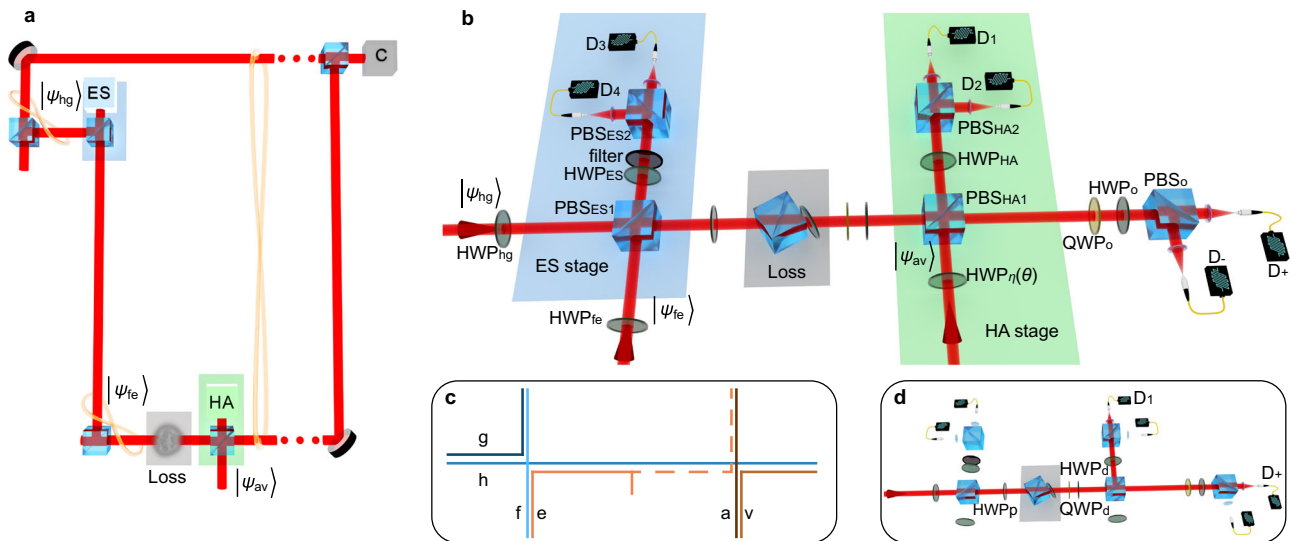 a
C
|ψhg⟩
ES
|ψfe⟩
HA
Loss
|ψav⟩
b
D3
D4
PBSES2
filter
HWPES
|ψhg⟩
PBSES1
HWPhg
ES stage
Loss
HWPfe
|ψfe⟩
D1
D2
PBSHA2
HWPHA
PBSHA1
|ψav⟩
HWPη(θ)
HA stage
PBSo
HWPo
QWPo
D-
D+
c
g
h
f
e
a
v
d
D1
HWPd
D+
HWPp
QWPd